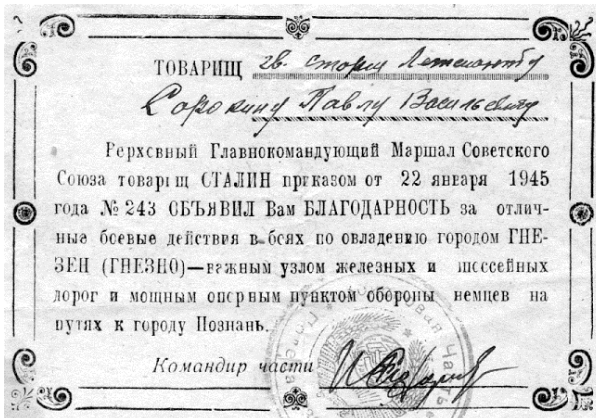 ТОВАРИЩ гв. старш. Лейтенанту
Сорокину Павлу Васильевичу
Верховный Главнокомандующий Маршал Советского
Союза товарищ СТАЛИН приказом от 22 января 1945
года № 243 ОБЪЯВИЛ Вам БЛАГОДАРНОСТЬ за отлич-
ные боевые действия в боях по овладению городом ГНЕ-
ЗЕН (ГНЕЗНО)—важным узлом железных и шоссейных
дорог и мощным опорным пунктом обороны немцев на
путях к городу Познань.
Командир части